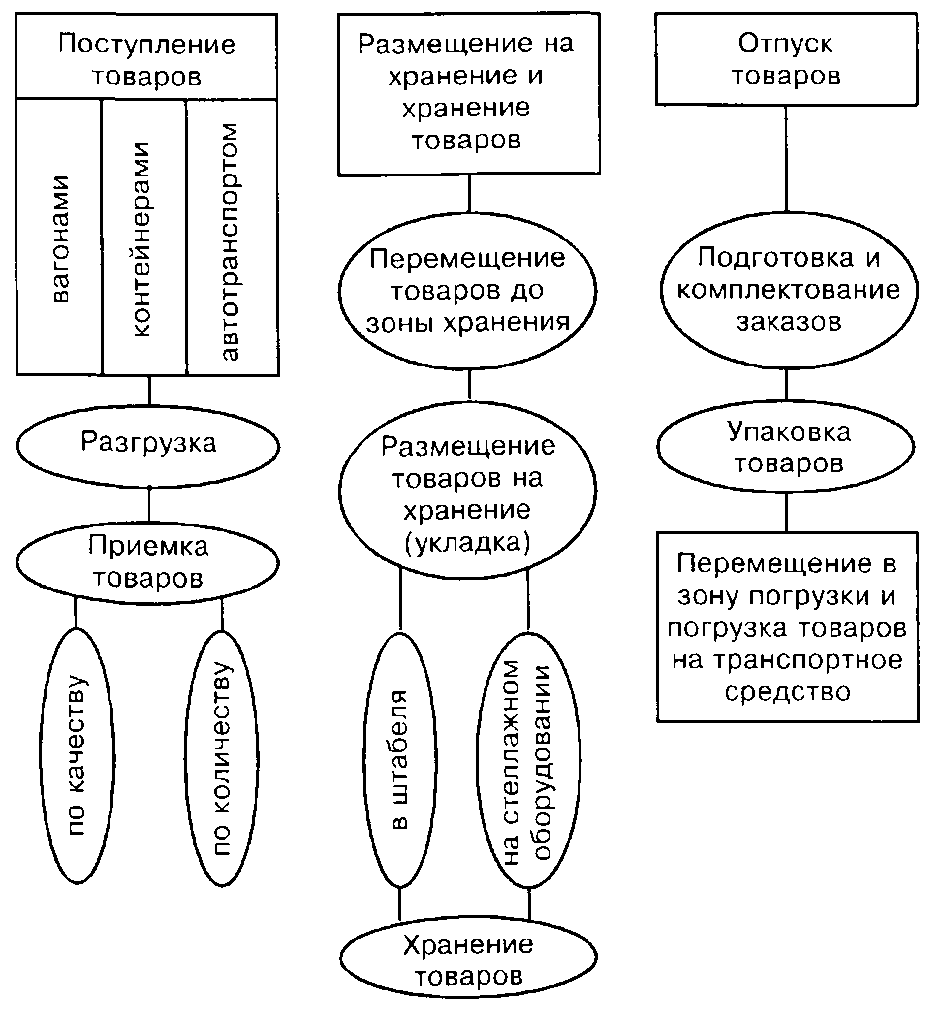 Поступление
товаров
вагонами
контейнерами
автотранспортом
Разгрузка
Приемка
товаров
по качеству
по количеству
Размещение на
хранение и
хранение
товаров
Перемещение
товаров до
зоны хранения
Размещение
товаров на
хранение
(укладка)
в штабеля
на стеллажном
оборудовании
Хранение
товаров
Отпуск
товаров
Подготовка и
комплектование
заказов
Упаковка
товаров
Перемещение в
зону погрузки и
погрузка товаров
на транспортное
средство